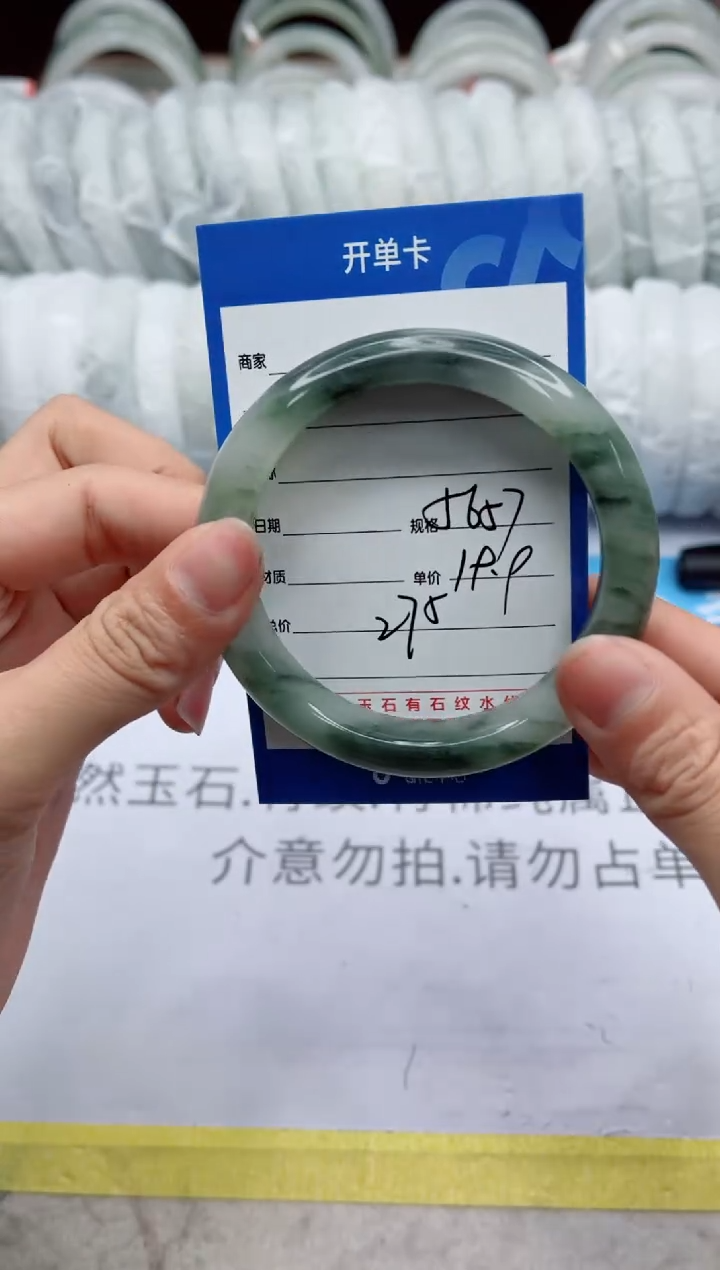 开单卡
商家
日期 规格 5657
材质 单价 19.9
总价 275
玉石有石纹水
然玉石.
介意勿拍.请勿占单